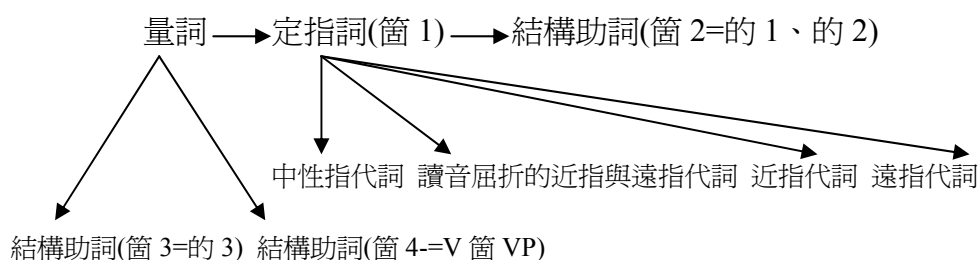 量詞 定指詞(箇 1) 結構助詞(箇 2=的 1、的 2)
中性指代詞 讀音屈折的近指與遠指代詞 近指代詞 遠指代詞
結構助詞(箇 3=的 3) 結構助詞(箇 4-=V 箇 VP)